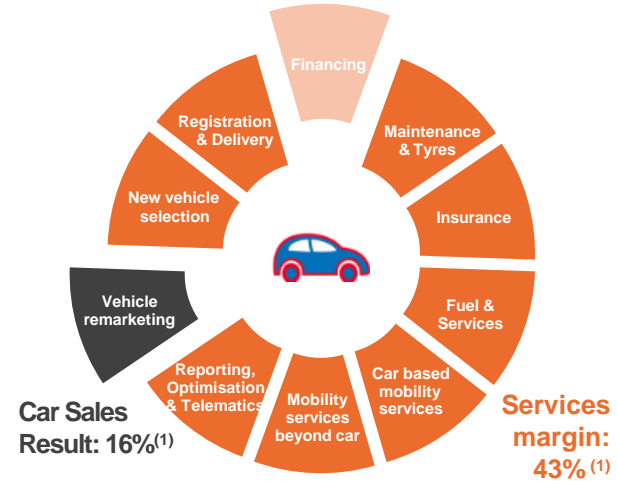 Financing
Registration
& Delivery
Maintenance
& Tyres
New vehicle
selection
Insurance
Vehicle
remarketing
Fuel &
Services
Reporting,
Optimisation
& Telematics
Mobility
services
beyond car
Car based
mobility
services
Car Sales
Result: 16%(1)
Services
margin:
43% (1)